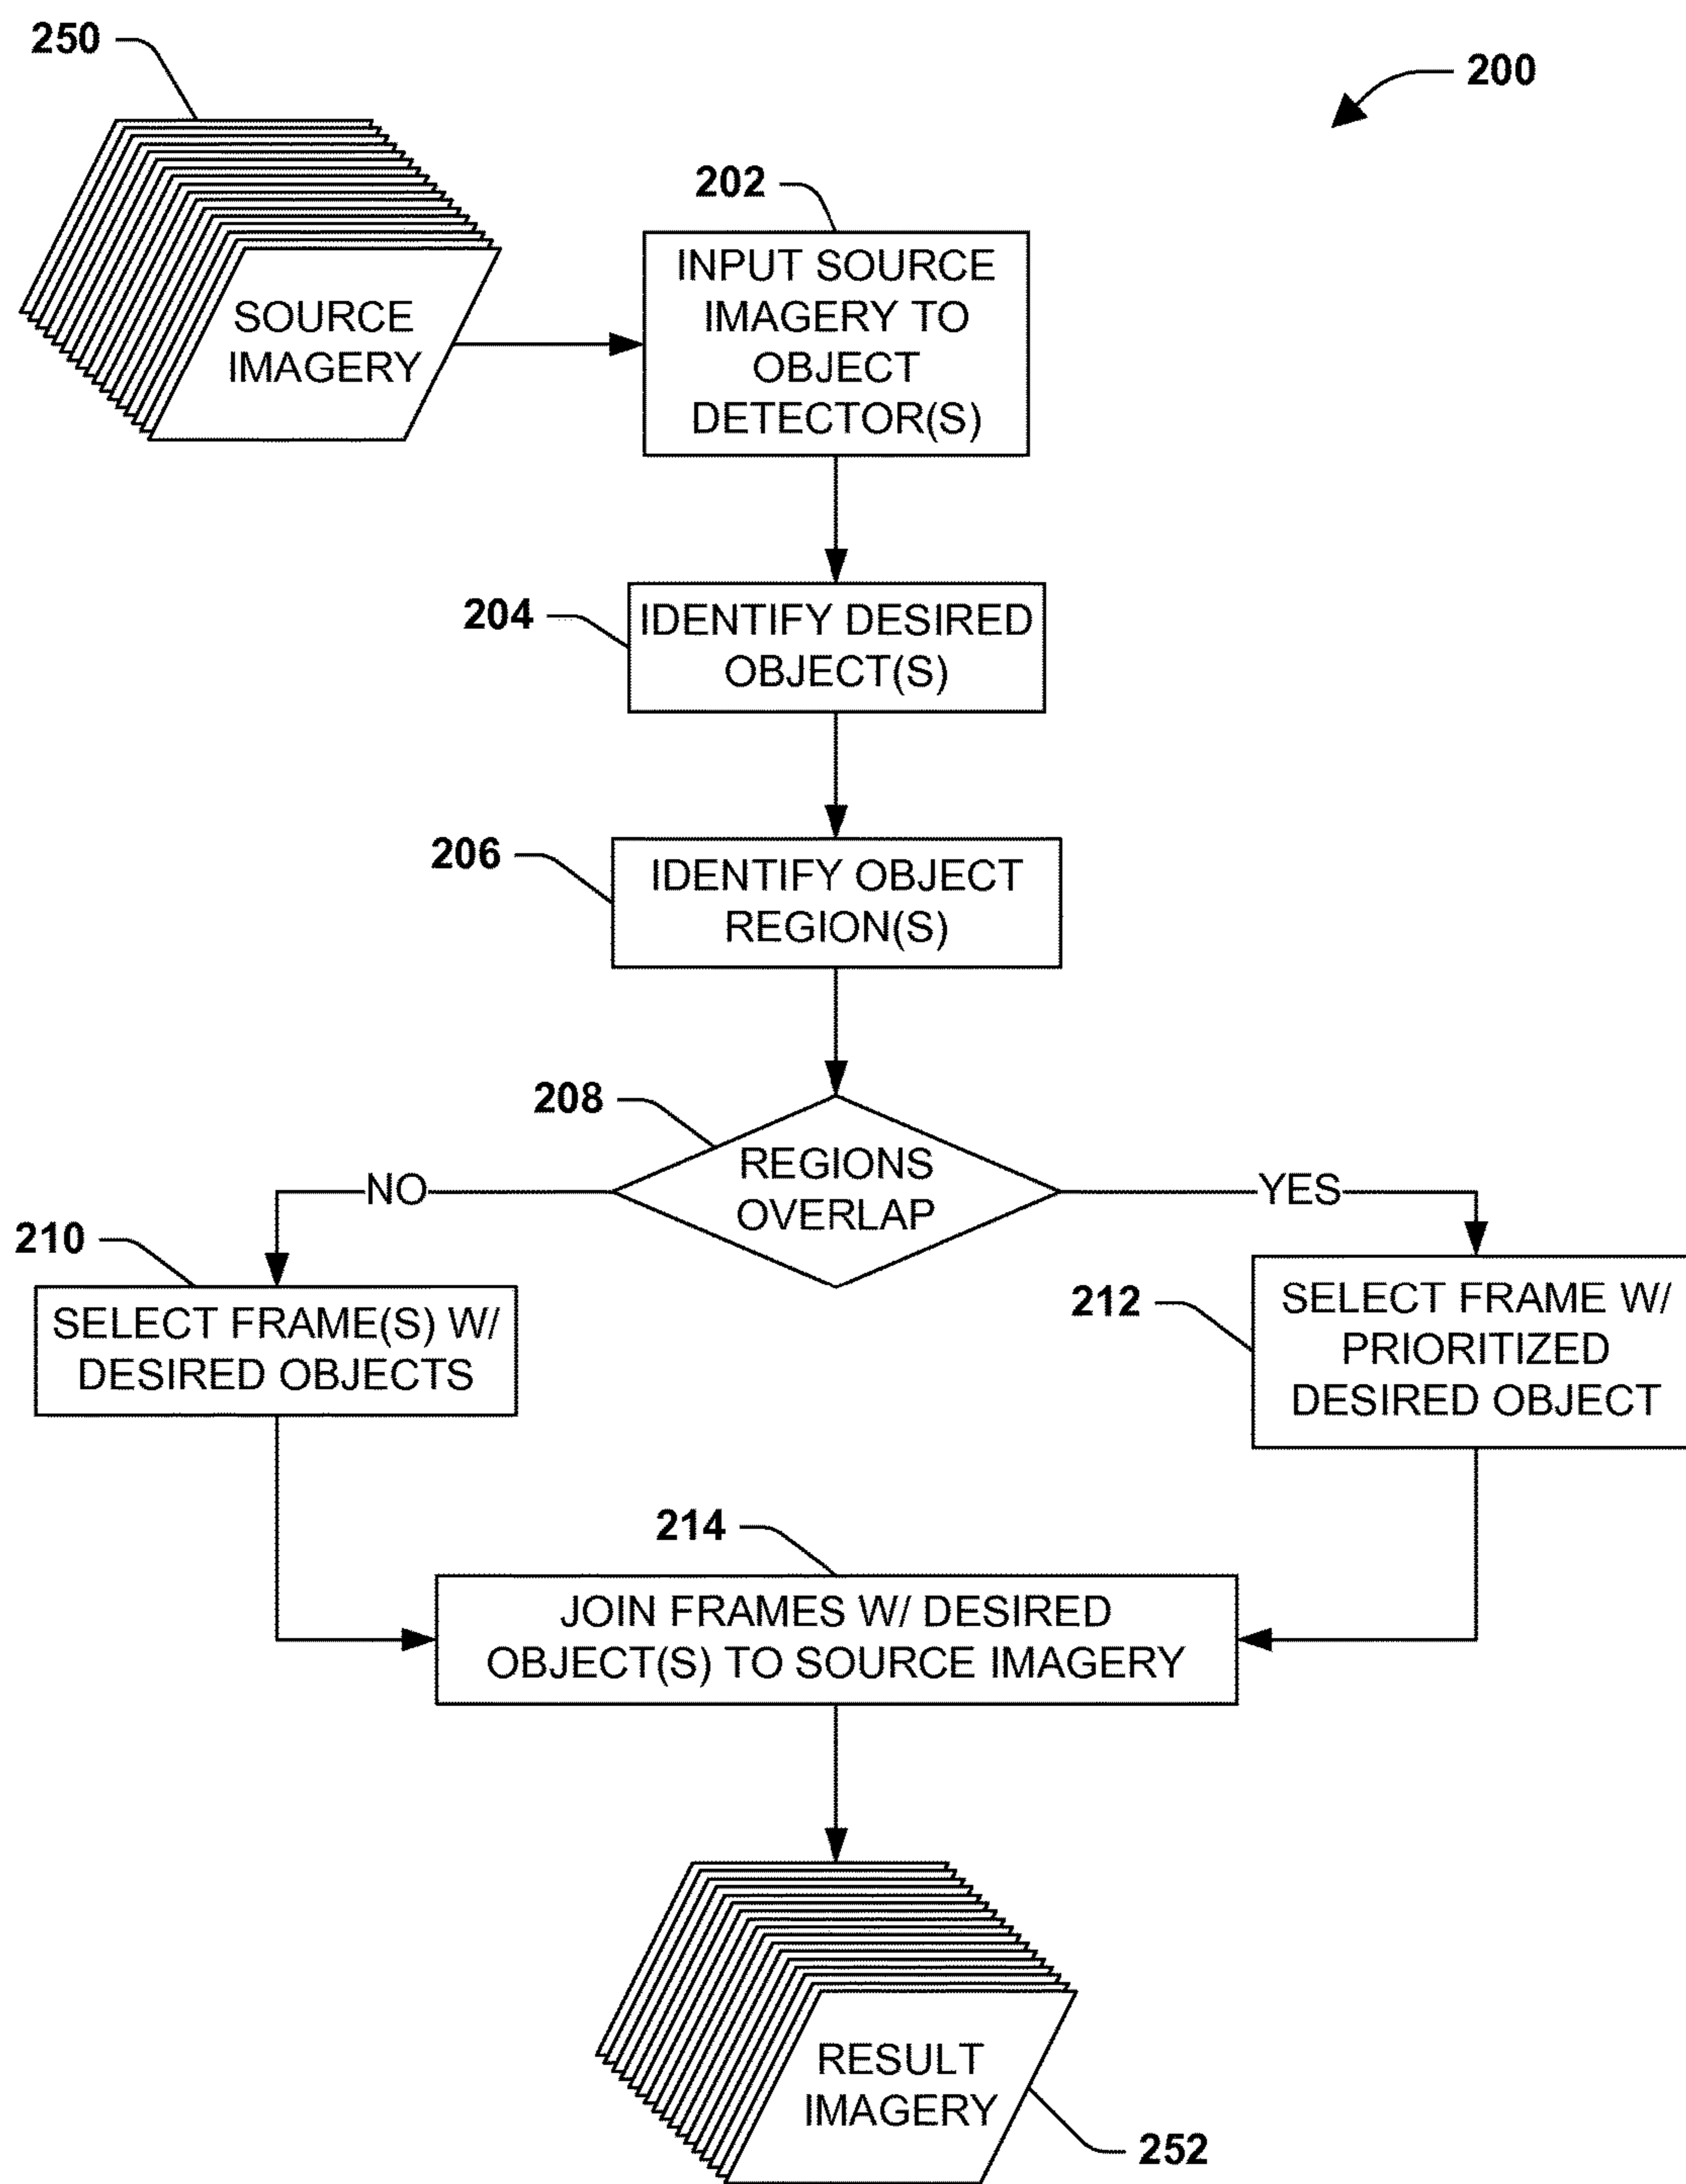 250
200
202
SOURCE
IMAGERY
INPUT SOURCE
IMAGERY TO
OBJECT
DETECTOR(S)
204
IDENTIFY DESIRED
OBJECT(S)
206
IDENTIFY OBJECT
REGION(S)
208
REGIONS
OVERLAP
NO
YES
210
SELECT FRAME(S) W/
DESIRED OBJECTS
212
SELECT FRAME W/
PRIORITIZED
DESIRED OBJECT
214
JOIN FRAMES W/ DESIRED
OBJECT(S) TO SOURCE IMAGERY
RESULT
IMAGERY
252